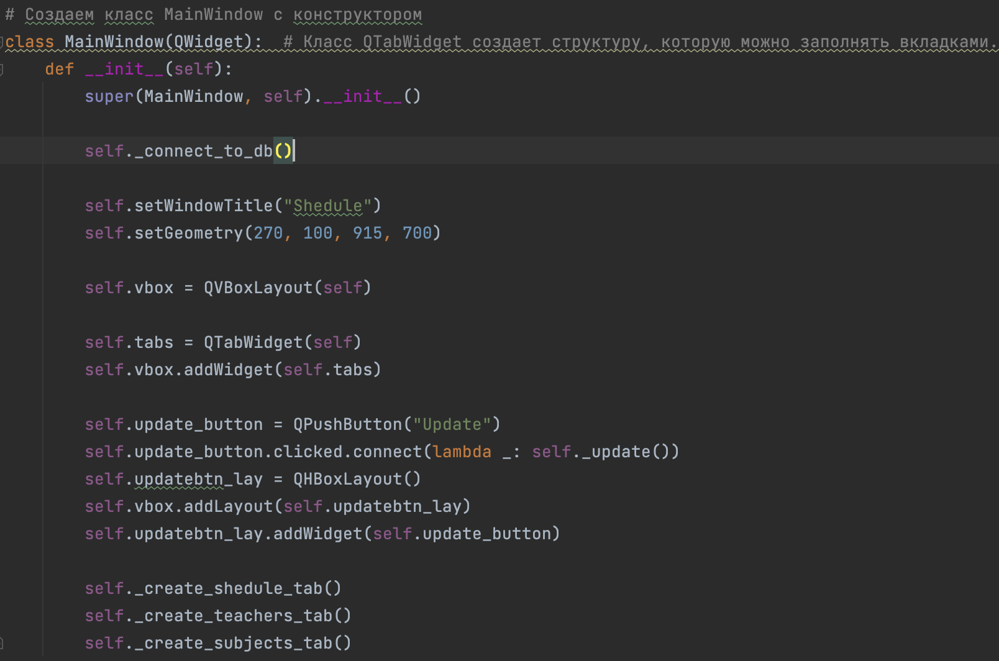 # Создаем класс MainWindow с конструктором
class MainWindow(QWidget):  # Класс QTabWidget создает структуру, которую можно заполнять вкладками.
    def __init__(self):
        super(MainWindow, self).__init__()
        self._connect_to_db()
        self.setWindowTitle("Shedule")
        self.setGeometry(270, 100, 915, 700)
        self.vbox = QVBoxLayout(self)
        self.tabs = QTabWidget(self)
        self.vbox.addWidget(self.tabs)
        self.update_button = QPushButton("Update")
        self.update_button.clicked.connect(lambda _: self._update())
        self.updatebtn_lay = QHBoxLayout()
        self.vbox.addLayout(self.updatebtn_lay)
        self.updatebtn_lay.addWidget(self.update_button)
        self._create_shedule_tab()
        self._create_teachers_tab()
        self._create_subjects_tab()